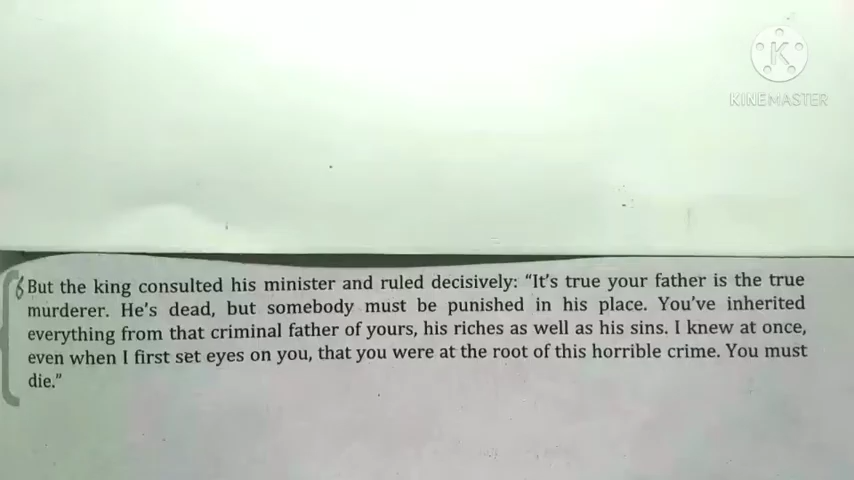 K
KINEMASTER
6 But the king consulted his minister and ruled decisively: “It’s true your father is the true
murderer. He’s dead, but somebody must be punished in his place. You’ve inherited
everything from that criminal father of yours, his riches as well as his sins. I knew at once,
even when I first set eyes on you, that you were at the root of this horrible crime. You must
die.”